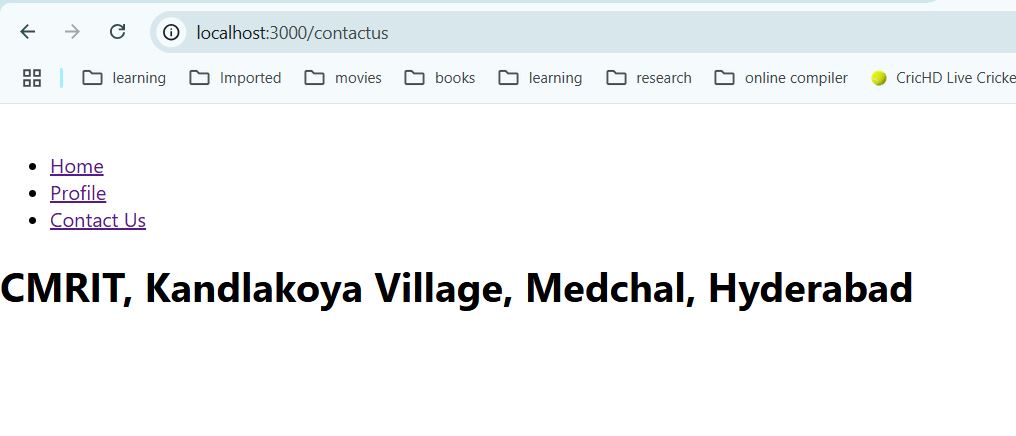 localhost:3000/contactus
learning Imported movies books learning research online compiler CricHD Live Cricke
Home
Profile
Contact Us
CMRIT, Kandlakoya Village, Medchal, Hyderabad